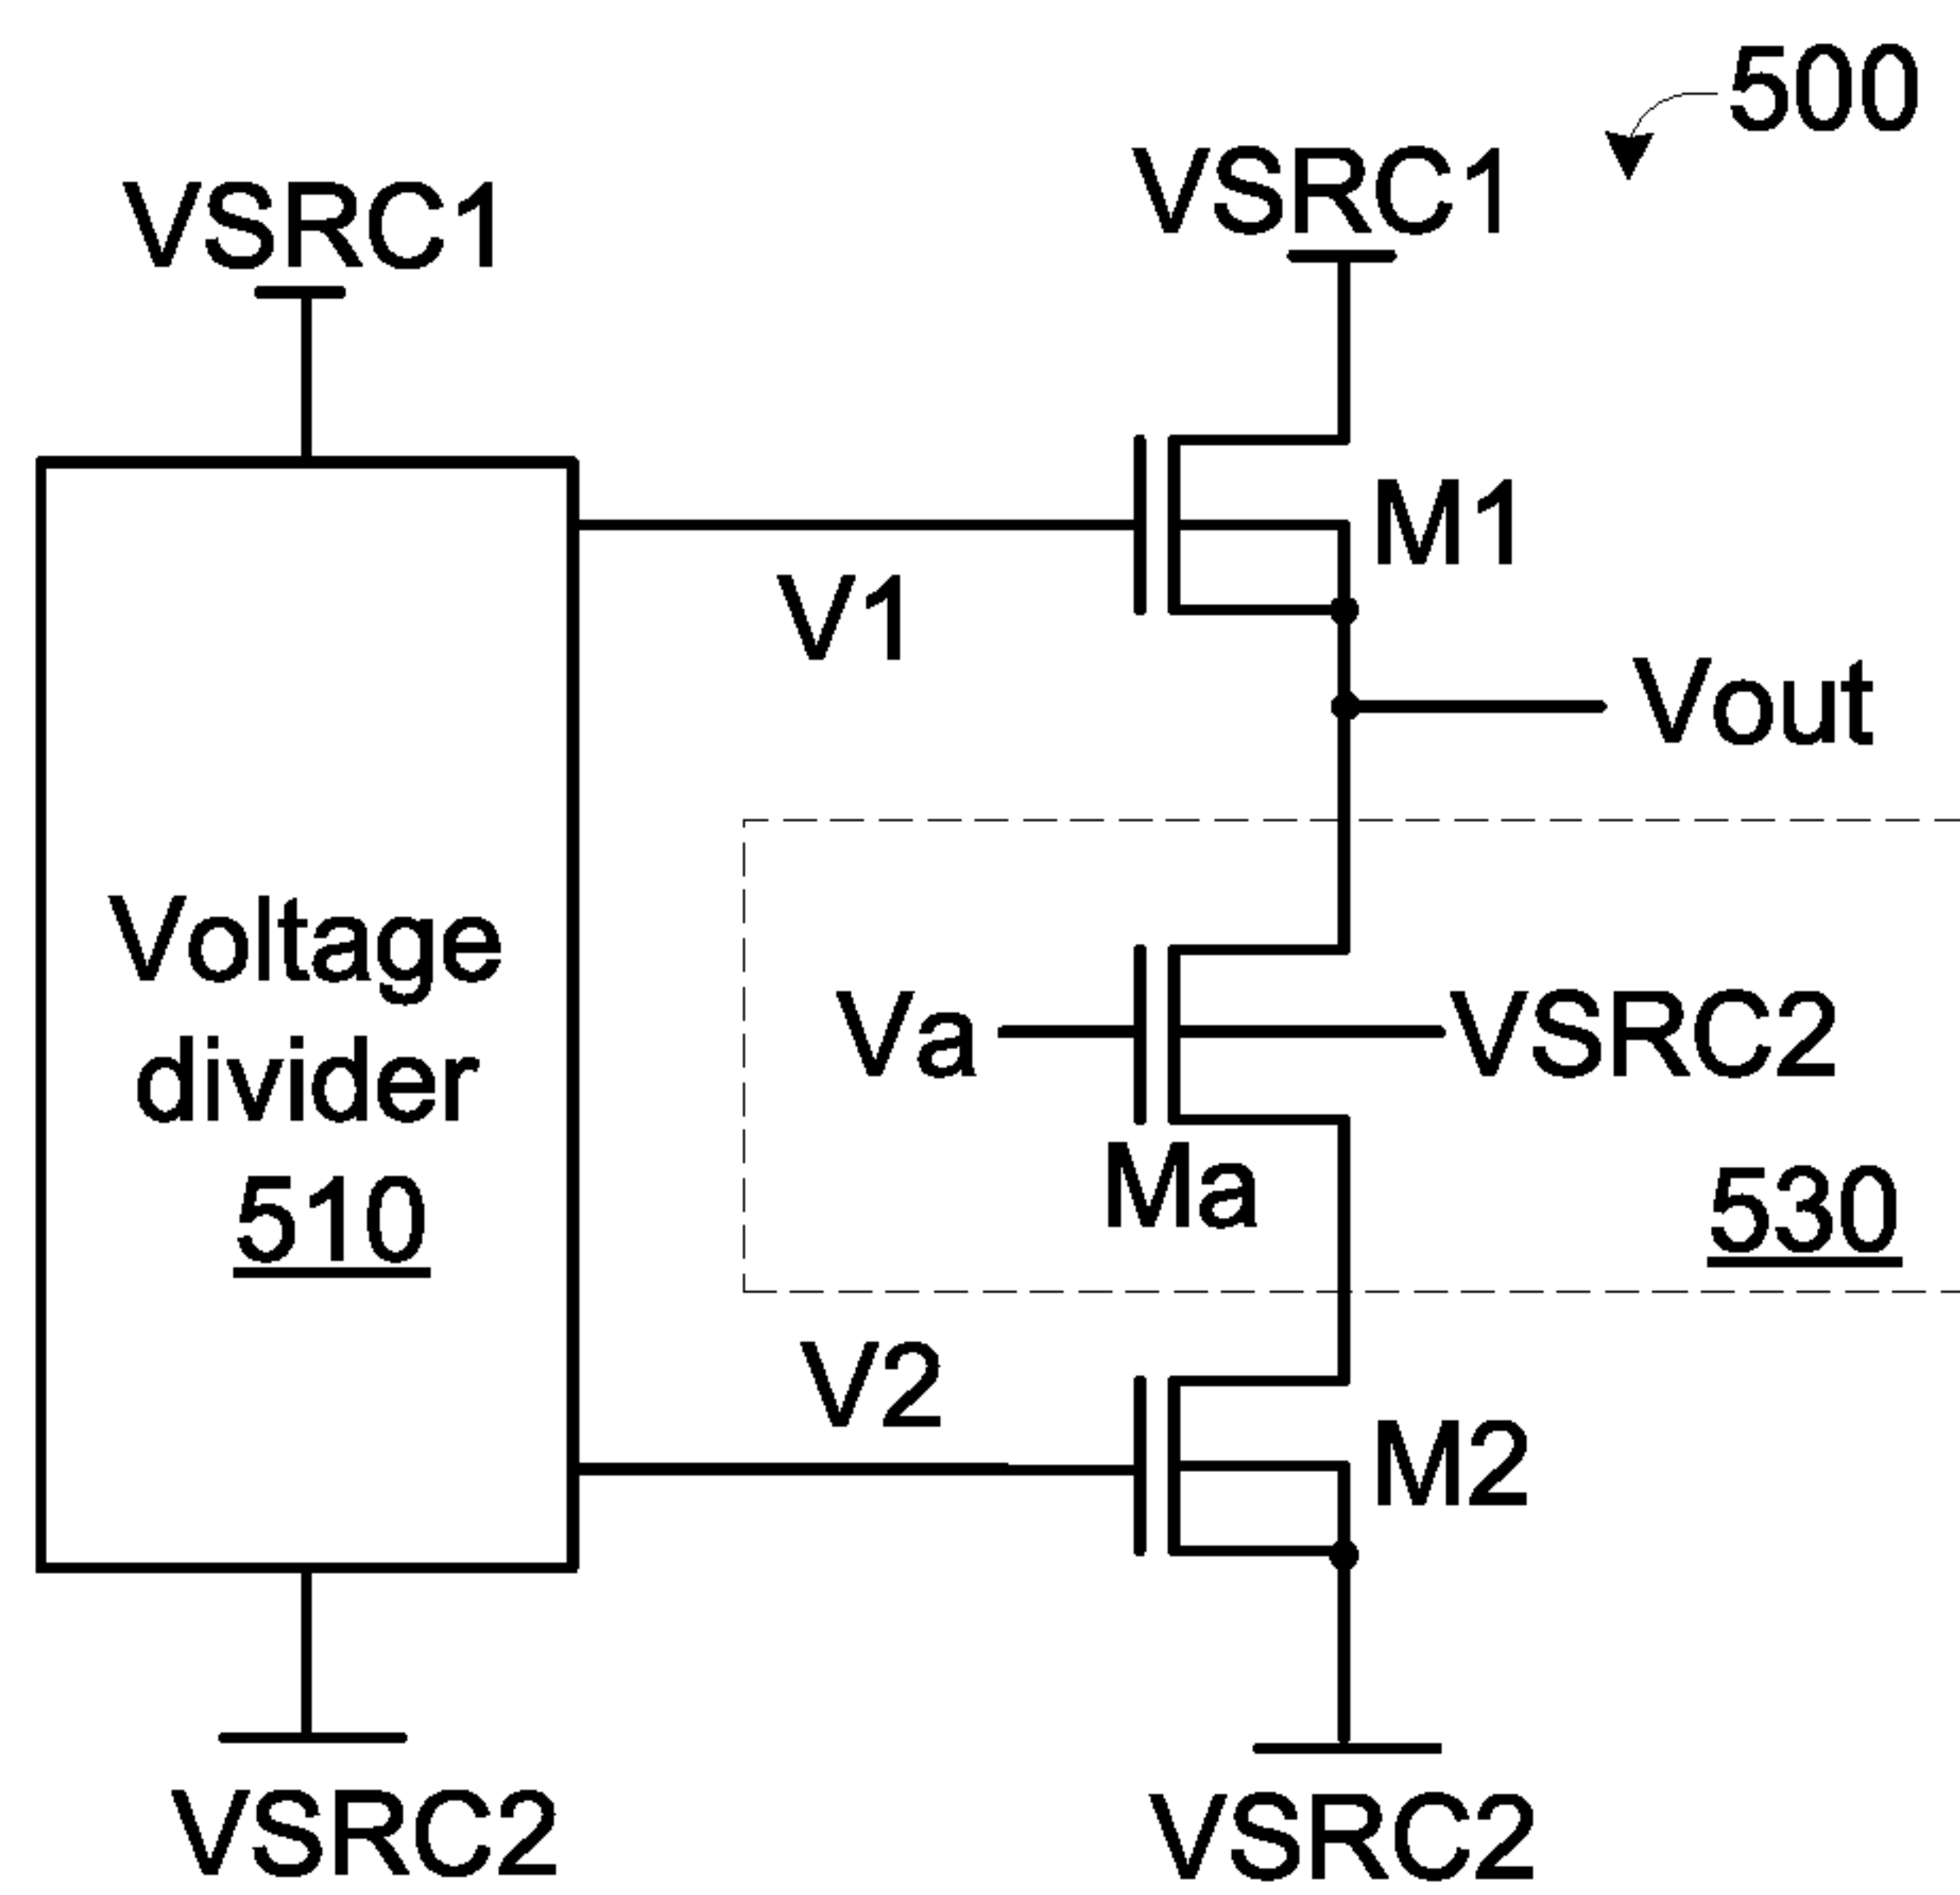 500
VSRC1
VSRC1
M1
V1
Vout
Voltage
divider
510
Va
VSRC2
Ma
530
V2
M2
VSRC2
VSRC2